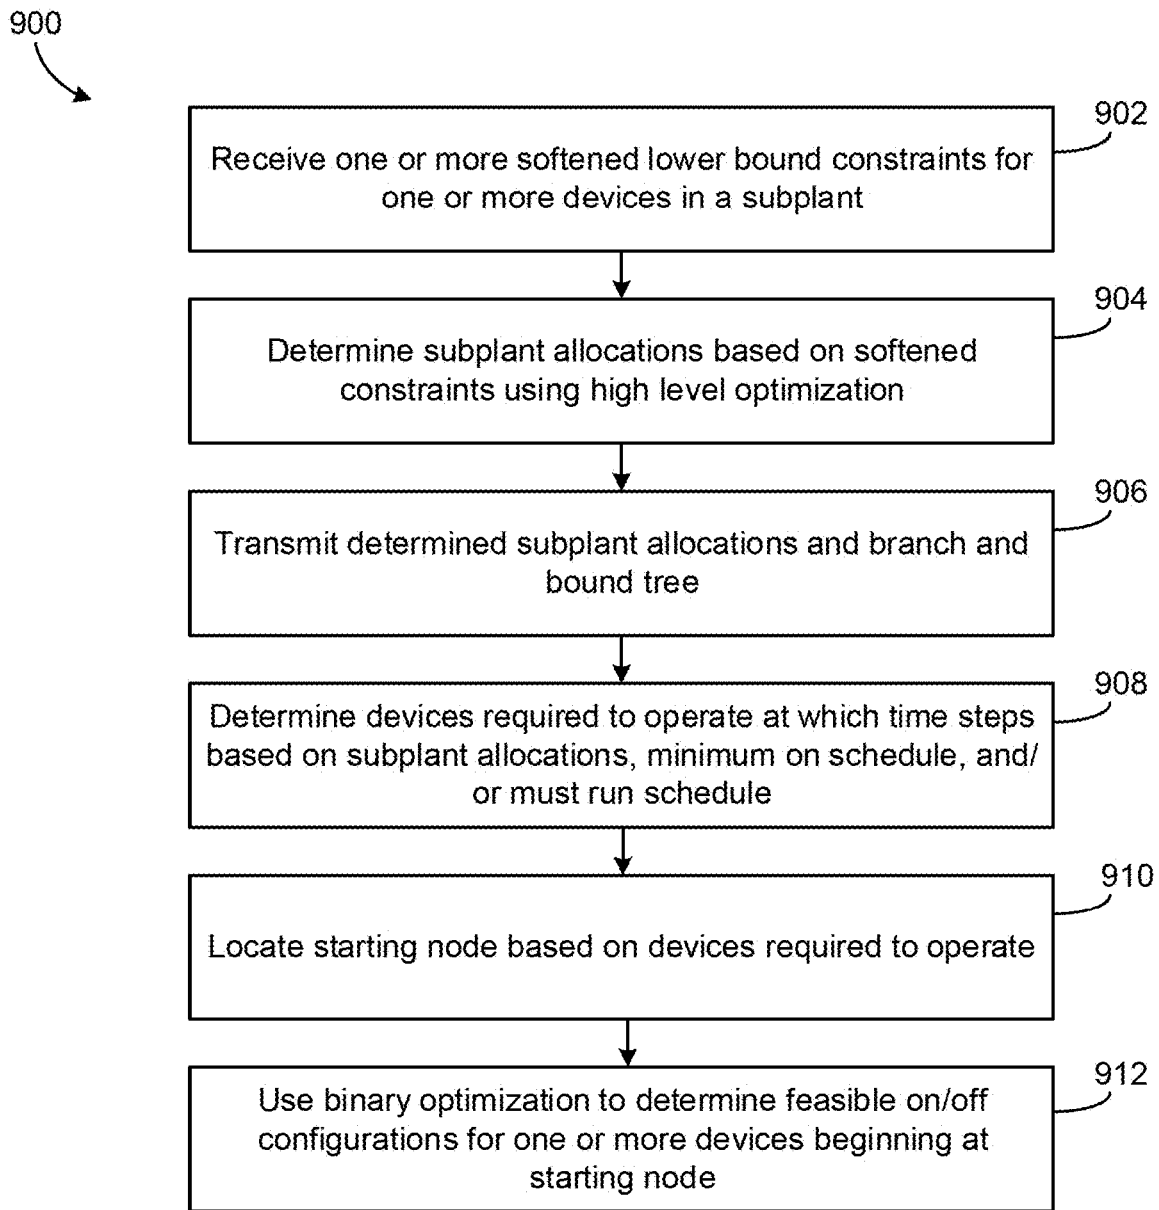 900
902
Receive one or more softened lower bound constraints for
one or more devices in a subplant
904
Determine subplant allocations based on softened
constraints using high level optimization
906
Transmit determined subplant allocations and branch and
bound tree
908
Determine devices required to operate at which time steps
based on subplant allocations, minimum on schedule, and/
or must run schedule
910
Locate starting node based on devices required to operate
912
Use binary optimization to determine feasible on/off
configurations for one or more devices beginning at
starting node